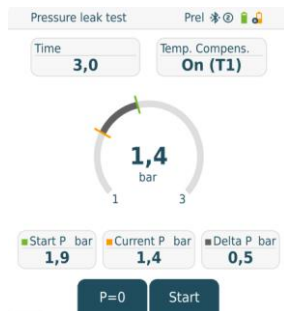 Pressure leak test Prel 2
Time Temp. Compens.
3,0 On (T1)
1,4
bar
1 3
Start P bar Current P bar Delta P bar
1,9 1,4 0,5
P=0 Start